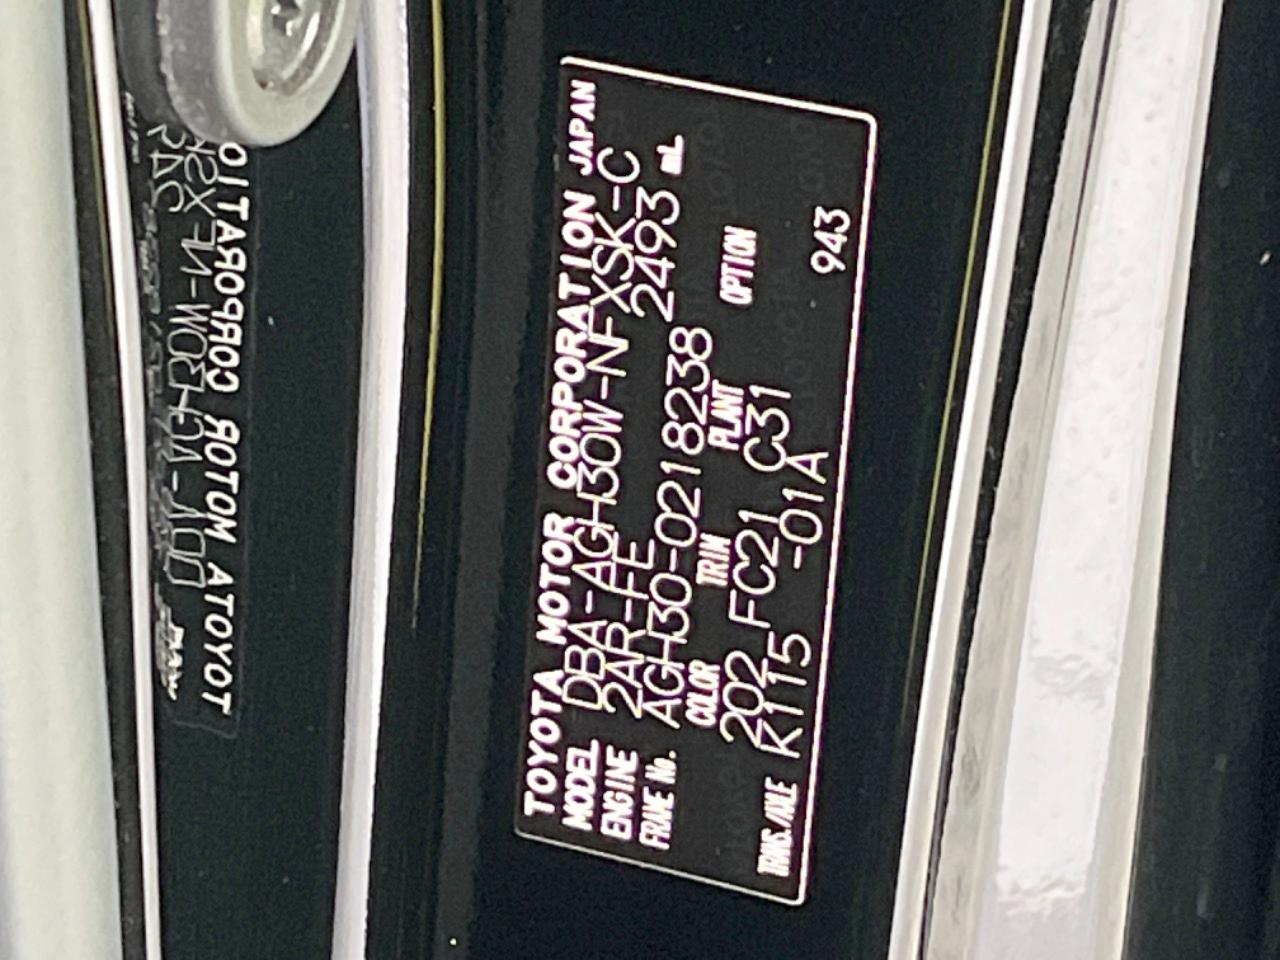 TOYOTA MOTOR CORPORATION JAPAN
MODEL DBA-AGH30W-NFXSK-C
ENGINE 2AR-FE 2493 mL
FRAME No. AGH30-0218238
COLOR TRIM PLANT OPTION
202 FC21 C31
TRANS./AXLE K115 -01A 943
TOYOTA MOTOR CORPORATIO